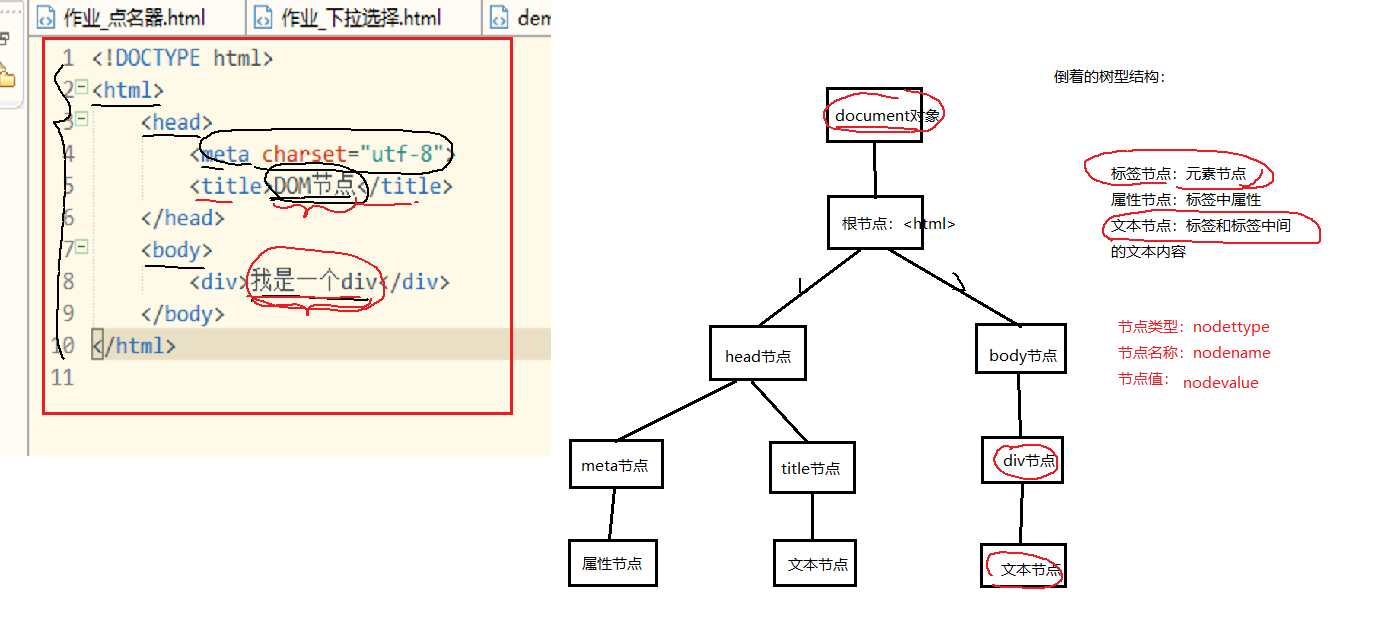 作业_点名器.html
作业_下拉选择.html
dem
1 <!DOCTYPE html>
2 <html>
3 <head>
4 <meta charset="utf-8">
5 <title>DOM节点</title>
6 </head>
7 <body>
8 <div>我是一个div</div>
9 </body>
10 </html>
11
倒着的树型结构：
document对象
根节点：<html>
head节点
body节点
meta节点
title节点
div节点
属性节点
文本节点
文本节点
标签节点：元素节点
属性节点：标签中属性
文本节点：标签和标签中间
的文本内容
节点类型：nodettype
节点名称：nodename
节点值： nodevalue